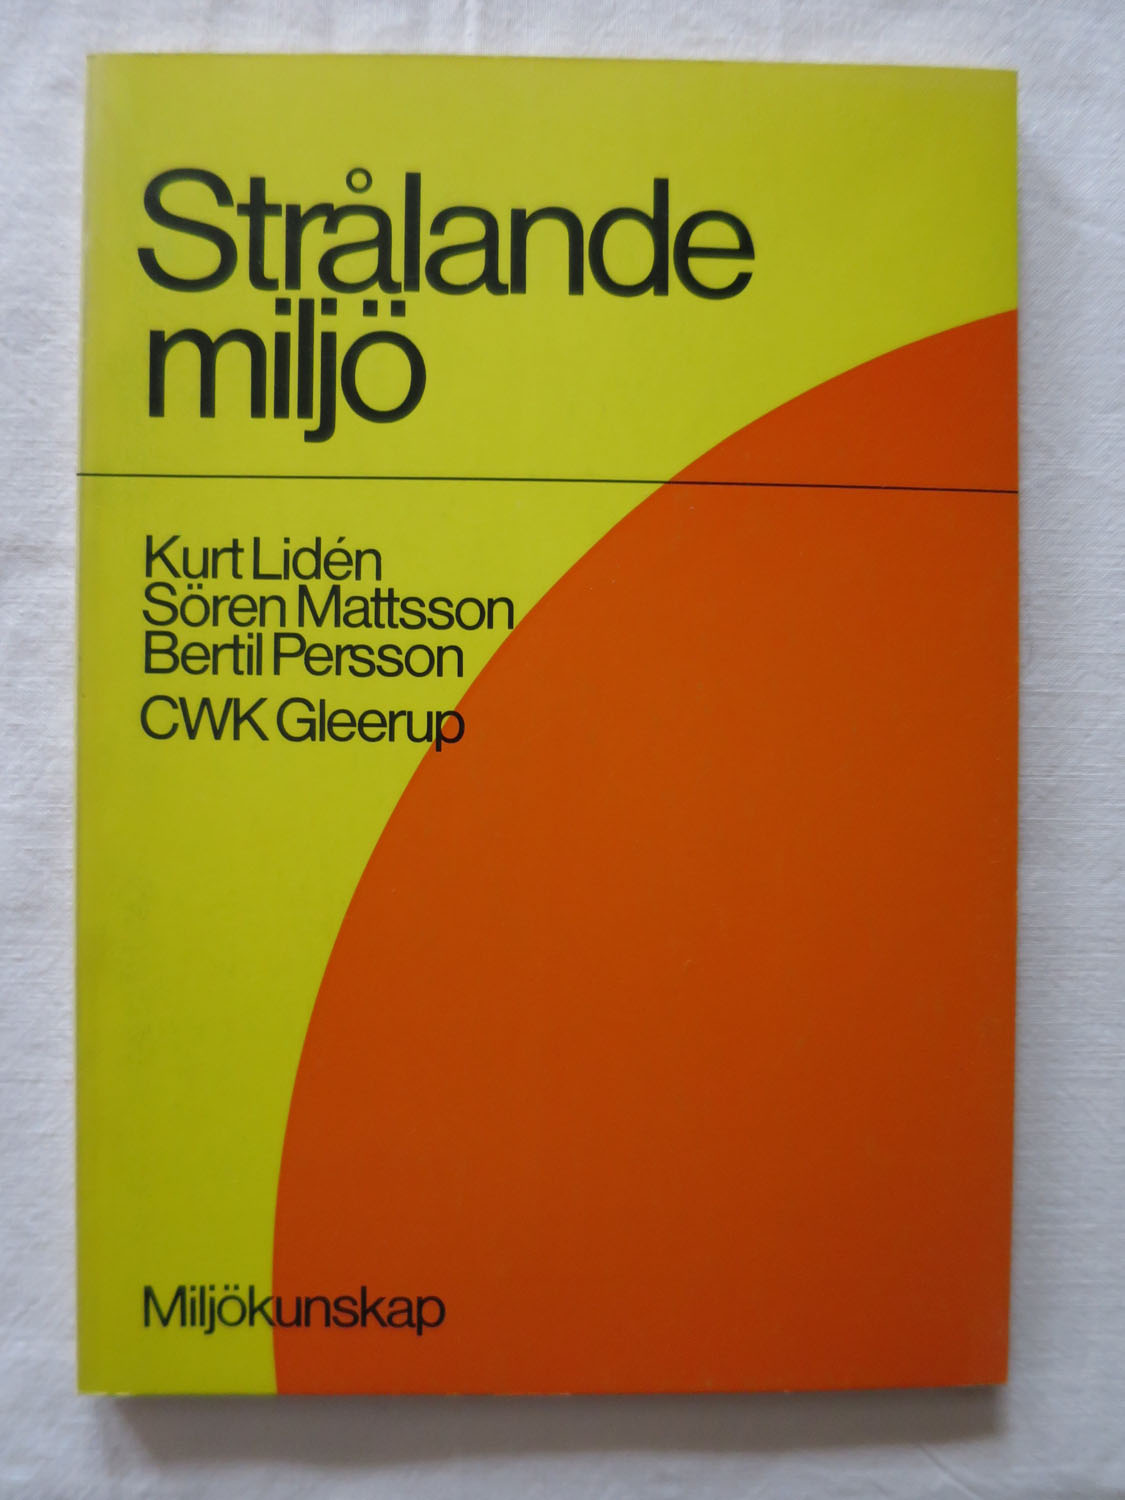 Strålande
miljö
Kurt Lidén
Sören Mattsson
Bertil Persson
CWK Gleerup
Miljökunskap